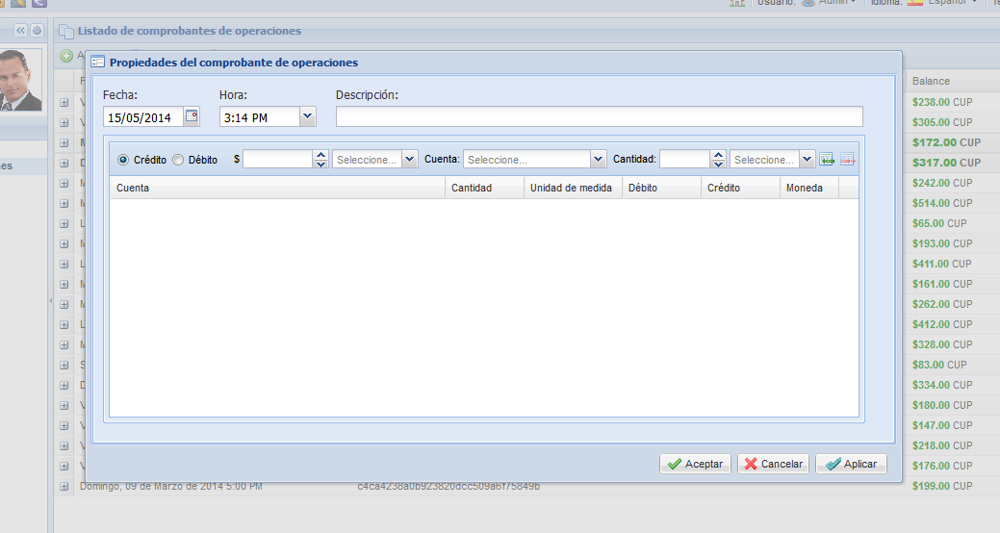 Usuario: Admin Idioma: Español
Listado de comprobantes de operaciones
Propiedades del comprobante de operaciones
Balance
Fecha: Hora: Descripción:
15/05/2014 3:14 PM
Crédito Débito $ Seleccione... Cuenta: Seleccione... Cantidad: Seleccione...
Cuenta Cantidad Unidad de medida Débito Crédito Moneda
$238.00 CUP
$305.00 CUP
$172.00 CUP
$317.00 CUP
$242.00 CUP
$514.00 CUP
$65.00 CUP
$193.00 CUP
$411.00 CUP
$161.00 CUP
$262.00 CUP
$412.00 CUP
$328.00 CUP
$83.00 CUP
$334.00 CUP
$180.00 CUP
$147.00 CUP
$218.00 CUP
$176.00 CUP
Aceptar Cancelar Aplicar
Domingo, 09 de Marzo de 2014 5:00 PM c4ca4238a0b923820dcc509a6f75849b $199.00 CUP